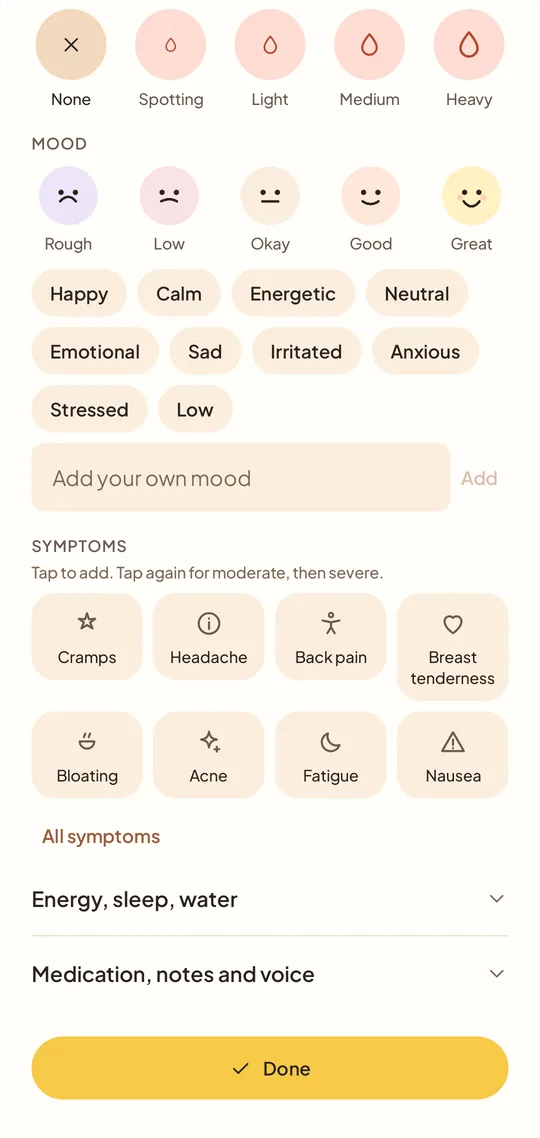 None
Spotting
Light
Medium
Heavy
MOOD
Rough
Low
Okay
Good
Great
Happy
Calm
Energetic
Neutral
Emotional
Sad
Irritated
Anxious
Stressed
Low
Add your own mood
Add
SYMPTOMS
Tap to add. Tap again for moderate, then severe.
Cramps
Headache
Back pain
Breast
tenderness
Bloating
Acne
Fatigue
Nausea
All symptoms
Energy, sleep, water
Medication, notes and voice
Done